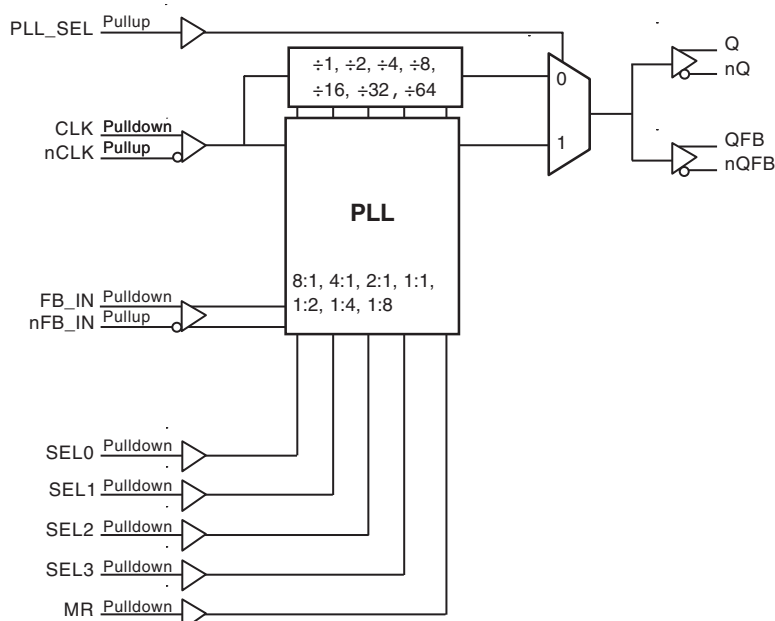 PLL_SEL Pullup
÷1, ÷2, ÷4, ÷8,
÷16, ÷32, ÷64
0
Q
nQ
CLK Pulldown
nCLK Pullup
1
QFB
nQFB
PLL
8:1, 4:1, 2:1, 1:1,
1:2, 1:4, 1:8
FB_IN Pulldown
nFB_IN Pullup
SEL0 Pulldown
SEL1 Pulldown
SEL2 Pulldown
SEL3 Pulldown
MR Pulldown